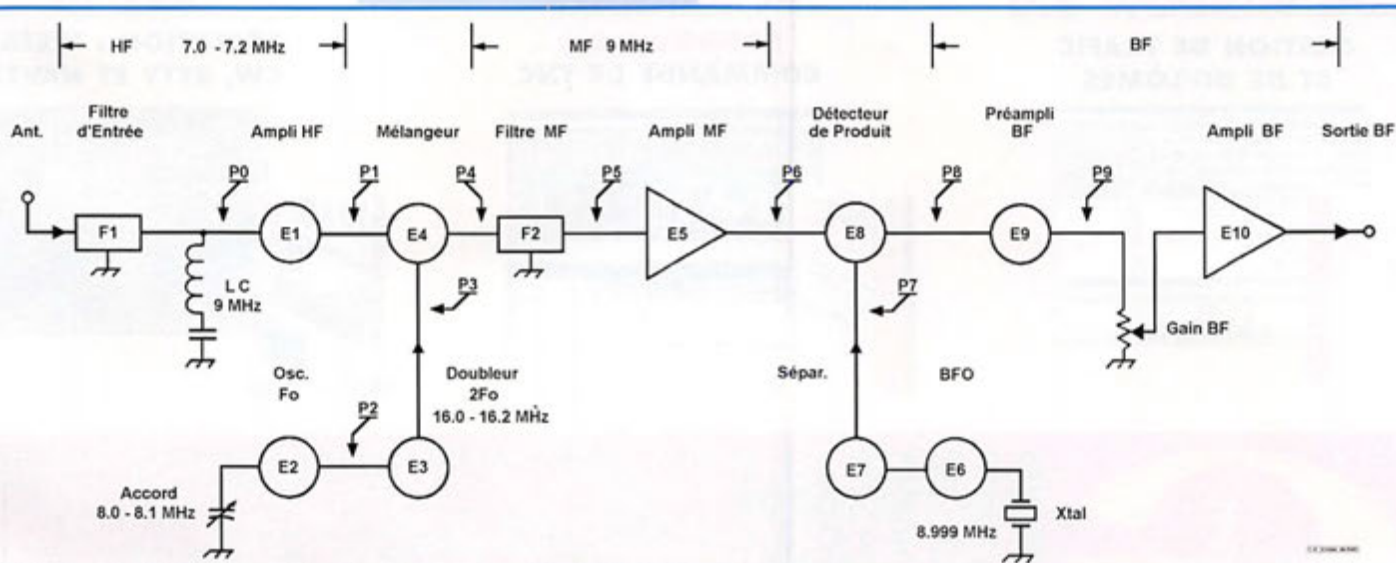 HF 7.0 - 7.2 MHz
MF 9 MHz
BF
Ant.
Filtre
d'Entrée
Ampli HF
Mélangeur
Filtre MF
Ampli MF
Détecteur
de Produit
Préampli
BF
Ampli BF
Sortie BF
P0
P1
P4
P5
P6
P8
P9
F1
E1
E4
F2
E5
E8
E9
E10
L C
9 MHz
P3
P7
Gain BF
Osc.
Fo
Doubleur
2Fo
16.0 - 16.2 MHz
Sépar.
BFO
P2
E2
E3
E7
E6
Accord
8.0 - 8.1 MHz
Xtal
8.999 MHz